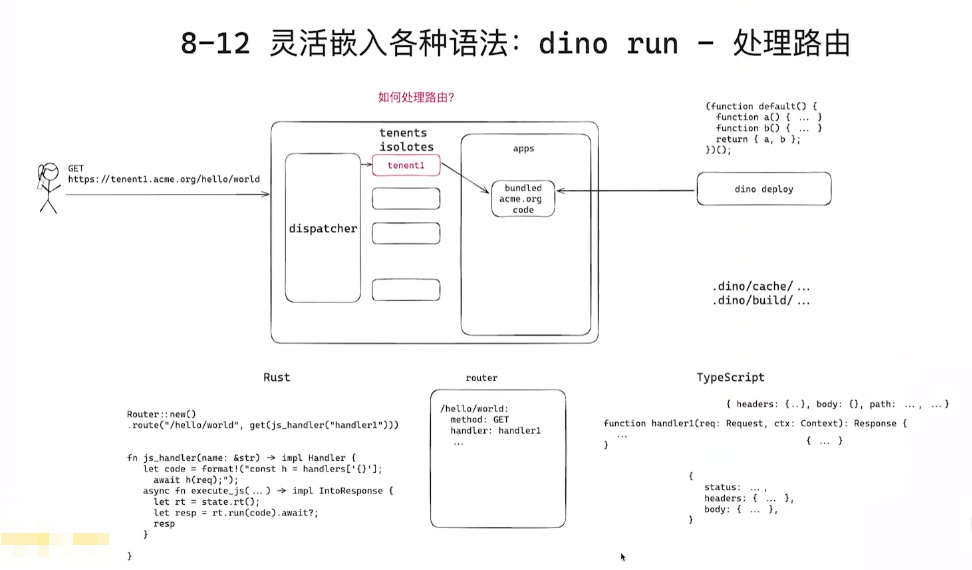 8-12 灵活嵌入各种语法: dino run - 处理路由
如何处理路由?
GET
https://tenent1.acme.org/hello/world
dispatcher
tenents
isolotes
tenent1
apps
bundled
acme.org
code
(function default() {
function a() { ... }
function b() { ... }
return { a, b };
})();
dino deploy
.dino/cache/ ...
.dino/build/ ...
Rust
Router::new()
.route("/hello/world", get(js_handler("handler1")))
fn js_handler(name: &str) → impl Handler {
let code = format!("const h = handlers['{}'];
await h(req);");
async fn execute_js( ... ) → impl IntoResponse {
let rt = state.rt();
let resp = rt.run(code).await?;
resp
}
}
router
/hello/world:
method: GET
handler: handler1
...
TypeScript
{ headers: {..}, body: {}, path: ..., ... }
function handler1(req: Request, ctx: Context): Response {
...
{ ... }
}
{
status: ...,
headers: { ... },
body: { ... },
}